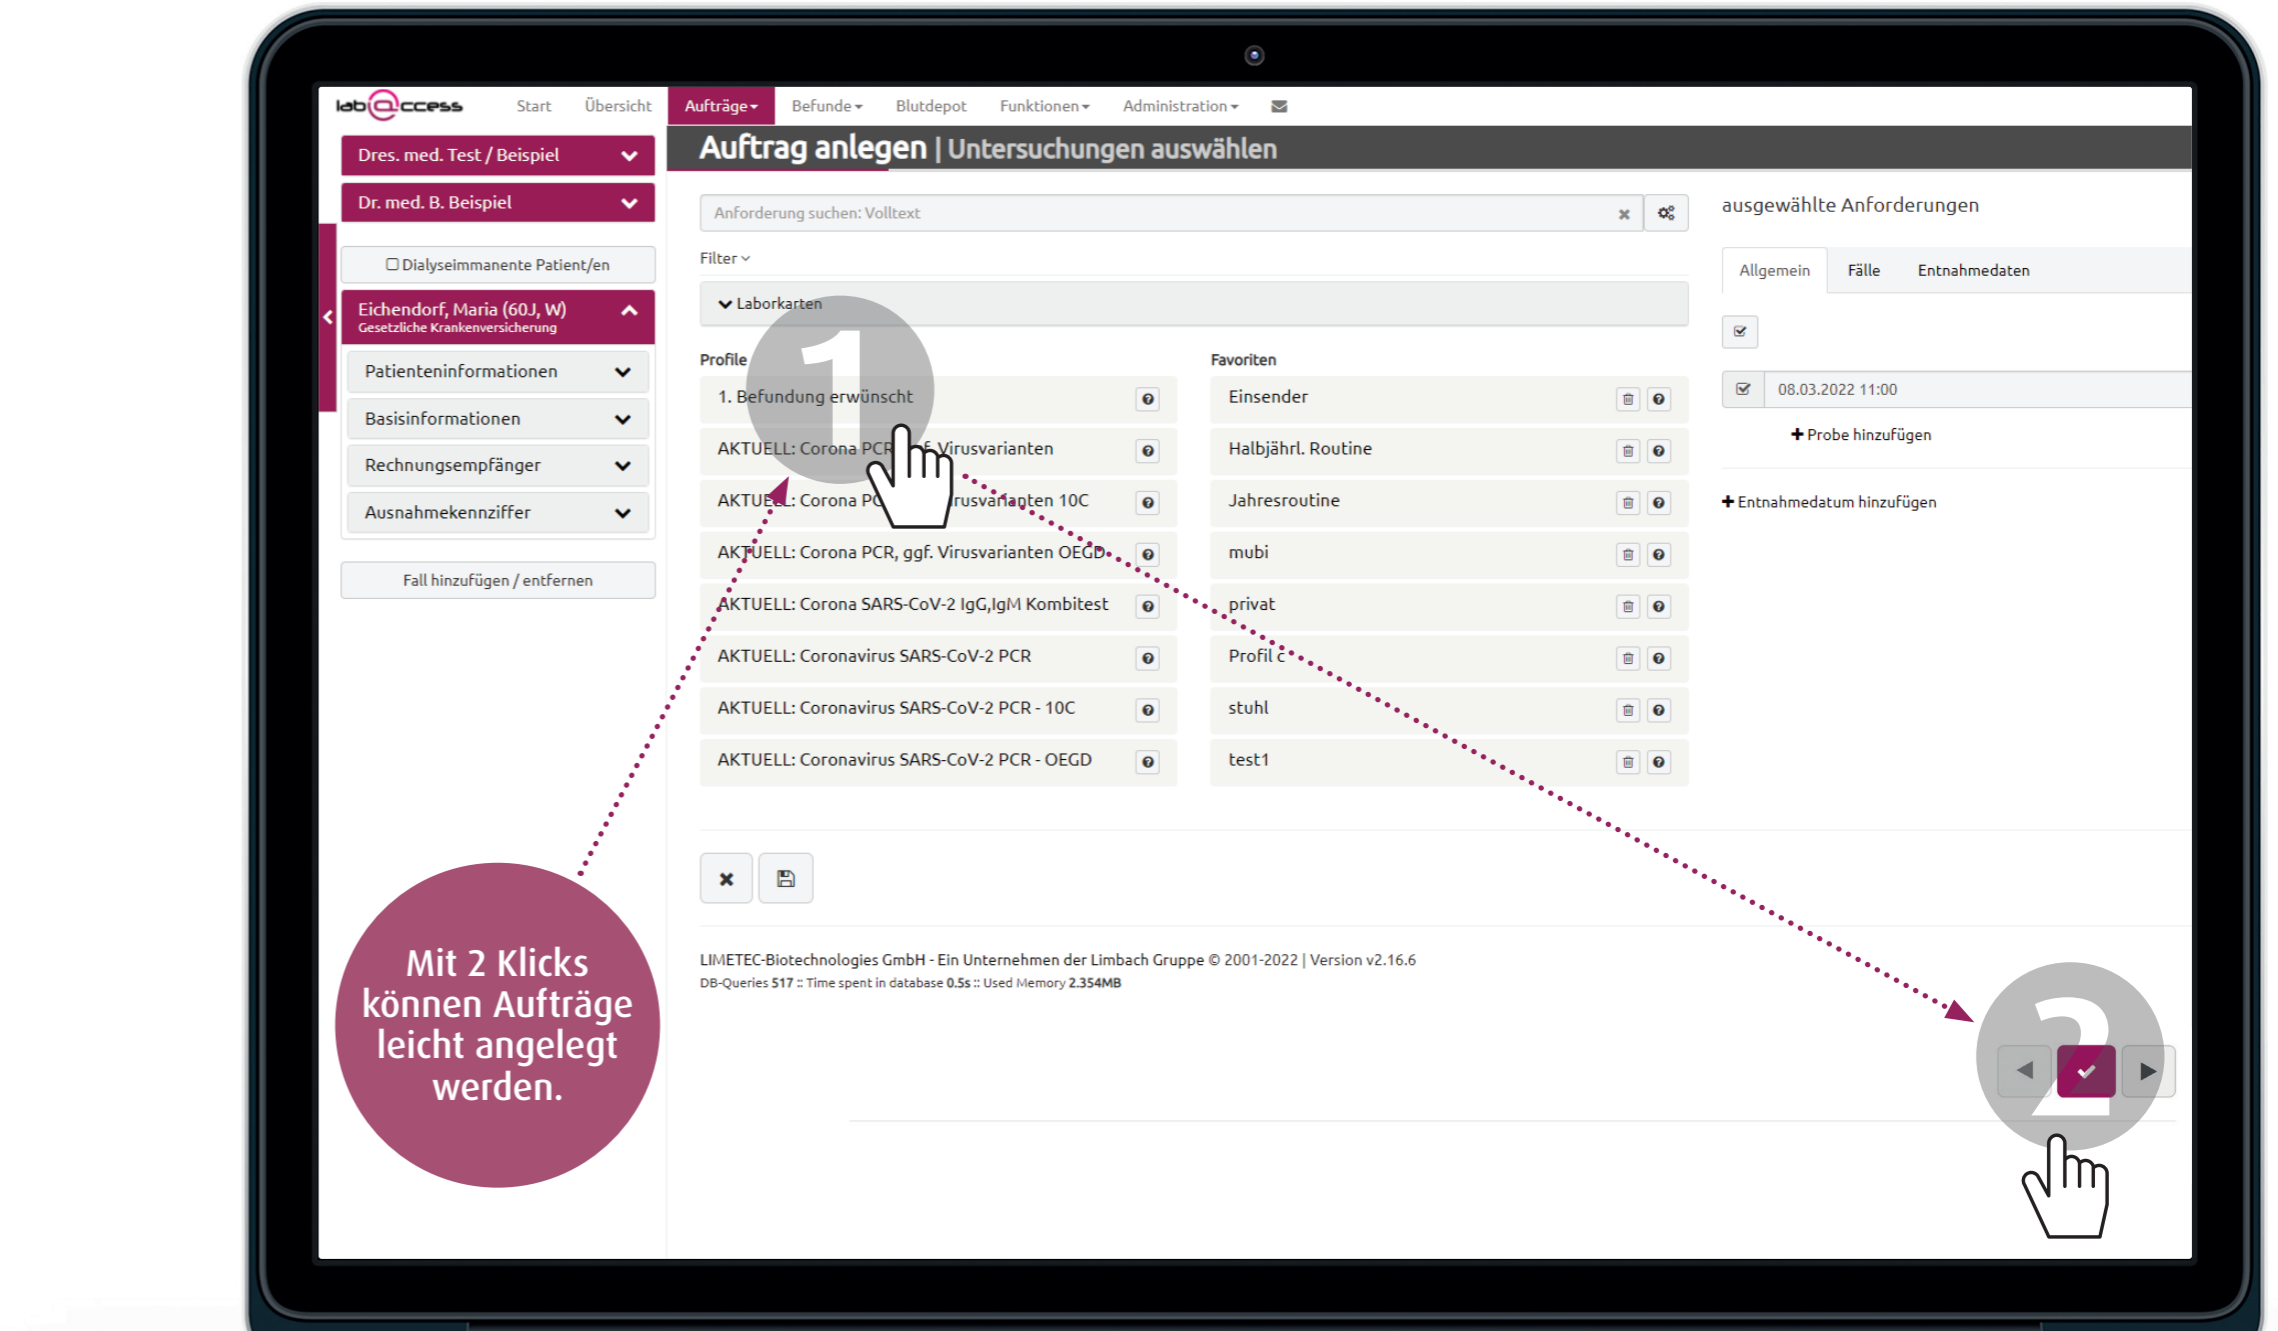 lab@ccess
Start
Übersicht
Aufträge
Befunde
Blutdepot
Funktionen
Administration
Dres. med. Test / Beispiel
Dr. med. B. Beispiel
Dialyseimmanente Patient/en
Eichendorf, Maria (60J, W)
Gesetzliche Krankenversicherung
Patienteninformationen
Basisinformationen
Rechnungsempfänger
Ausnahmekennziffer
Fall hinzufügen / entfernen
Auftrag anlegen | Untersuchungen auswählen
Anforderung suchen: Volltext
Filter
Laborkarten
1
Profile
1. Befundung erwünscht
AKTUELL: Corona PCR, ggf. Virusvarianten
AKTUELL: Corona PC Virusvarianten 10C
AKTUELL: Corona PCR, ggf. Virusvarianten OEGD
AKTUELL: Corona SARS-CoV-2 IgG,IgM Kombitest
AKTUELL: Coronavirus SARS-CoV-2 PCR
AKTUELL: Coronavirus SARS-CoV-2 PCR - 10C
AKTUELL: Coronavirus SARS-CoV-2 PCR - OEGD
Favoriten
Einsender
Halbjährl. Routine
Jahresroutine
mubi
privat
Profil c
stuhl
test1
ausgewählte Anforderungen
Allgemein
Fälle
Entnahmedaten
08.03.2022 11:00
Probe hinzufügen
Entnahmedatum hinzufügen
LIMETEC-Biotechnologies GmbH - Ein Unternehmen der Limbach Gruppe © 2001-2022 | Version v2.16.6
DB-Queries 517 :: Time spent in database 0.5s :: Used Memory 2.354MB
Mit 2 Klicks
können Aufträge
leicht angelegt
werden.
2